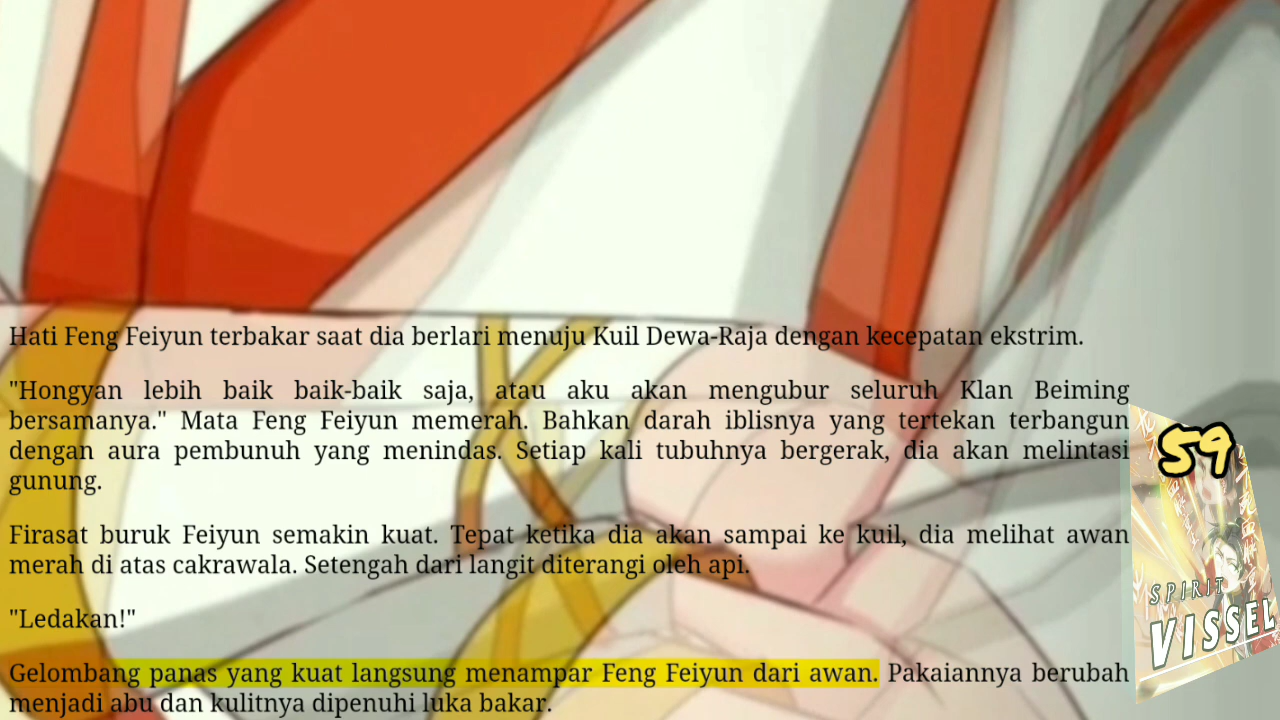 Hati Feng Feiyun terbakar saat dia berlari menuju Kuil Dewa-Raja dengan kecepatan ekstrim.
"Hongyan lebih baik baik-baik saja, atau aku akan mengubur seluruh Klan Beiming
bersamanya." Mata Feng Feiyun memerah. Bahkan darah iblisnya yang tertekan terbangun
dengan aura pembunuh yang menindas. Setiap kali tubuhnya bergerak, dia akan melintasi
gunung.
Firasat buruk Feiyun semakin kuat. Tepat ketika dia akan sampai ke kuil, dia melihat awan
merah di atas cakrawala. Setengah dari langit diterangi oleh api.
"Ledakan!"
Gelombang panas yang kuat langsung menampar Feng Feiyun dari awan. Pakaiannya berubah
menjadi abu dan kulitnya dipenuhi luka bakar.
59
SPIRIT
VISSEL